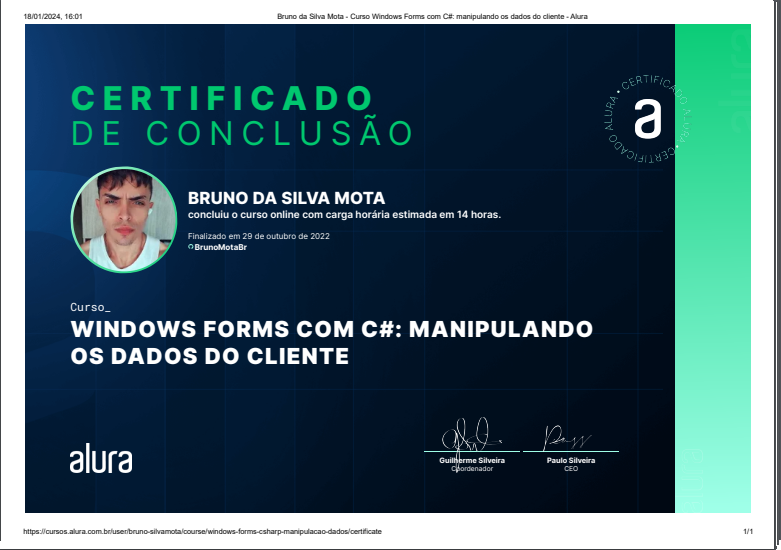 18/01/2024, 16:01
Bruno da Silva Mota - Curso Windows Forms com C#: manipulando os dados do cliente - Alura
CERTIFICADO
DE CONCLUSÃO
CERTIFICADO ALURA • CERTIFICADO ALURA •
a
alura
BRUNO DA SILVA MOTA
concluiu o curso online com carga horária estimada em 14 horas.
Finalizado em 29 de outubro de 2022
BrunoMotaBr
Curso_
WINDOWS FORMS COM C#: MANIPULANDO
OS DADOS DO CLIENTE
alura
Guilherme Silveira
Coordenador
Paulo Silveira
CEO
https://cursos.alura.com.br/user/bruno-silvamota/course/windows-forms-csharp-manipulacao-dados/certificate
1/1